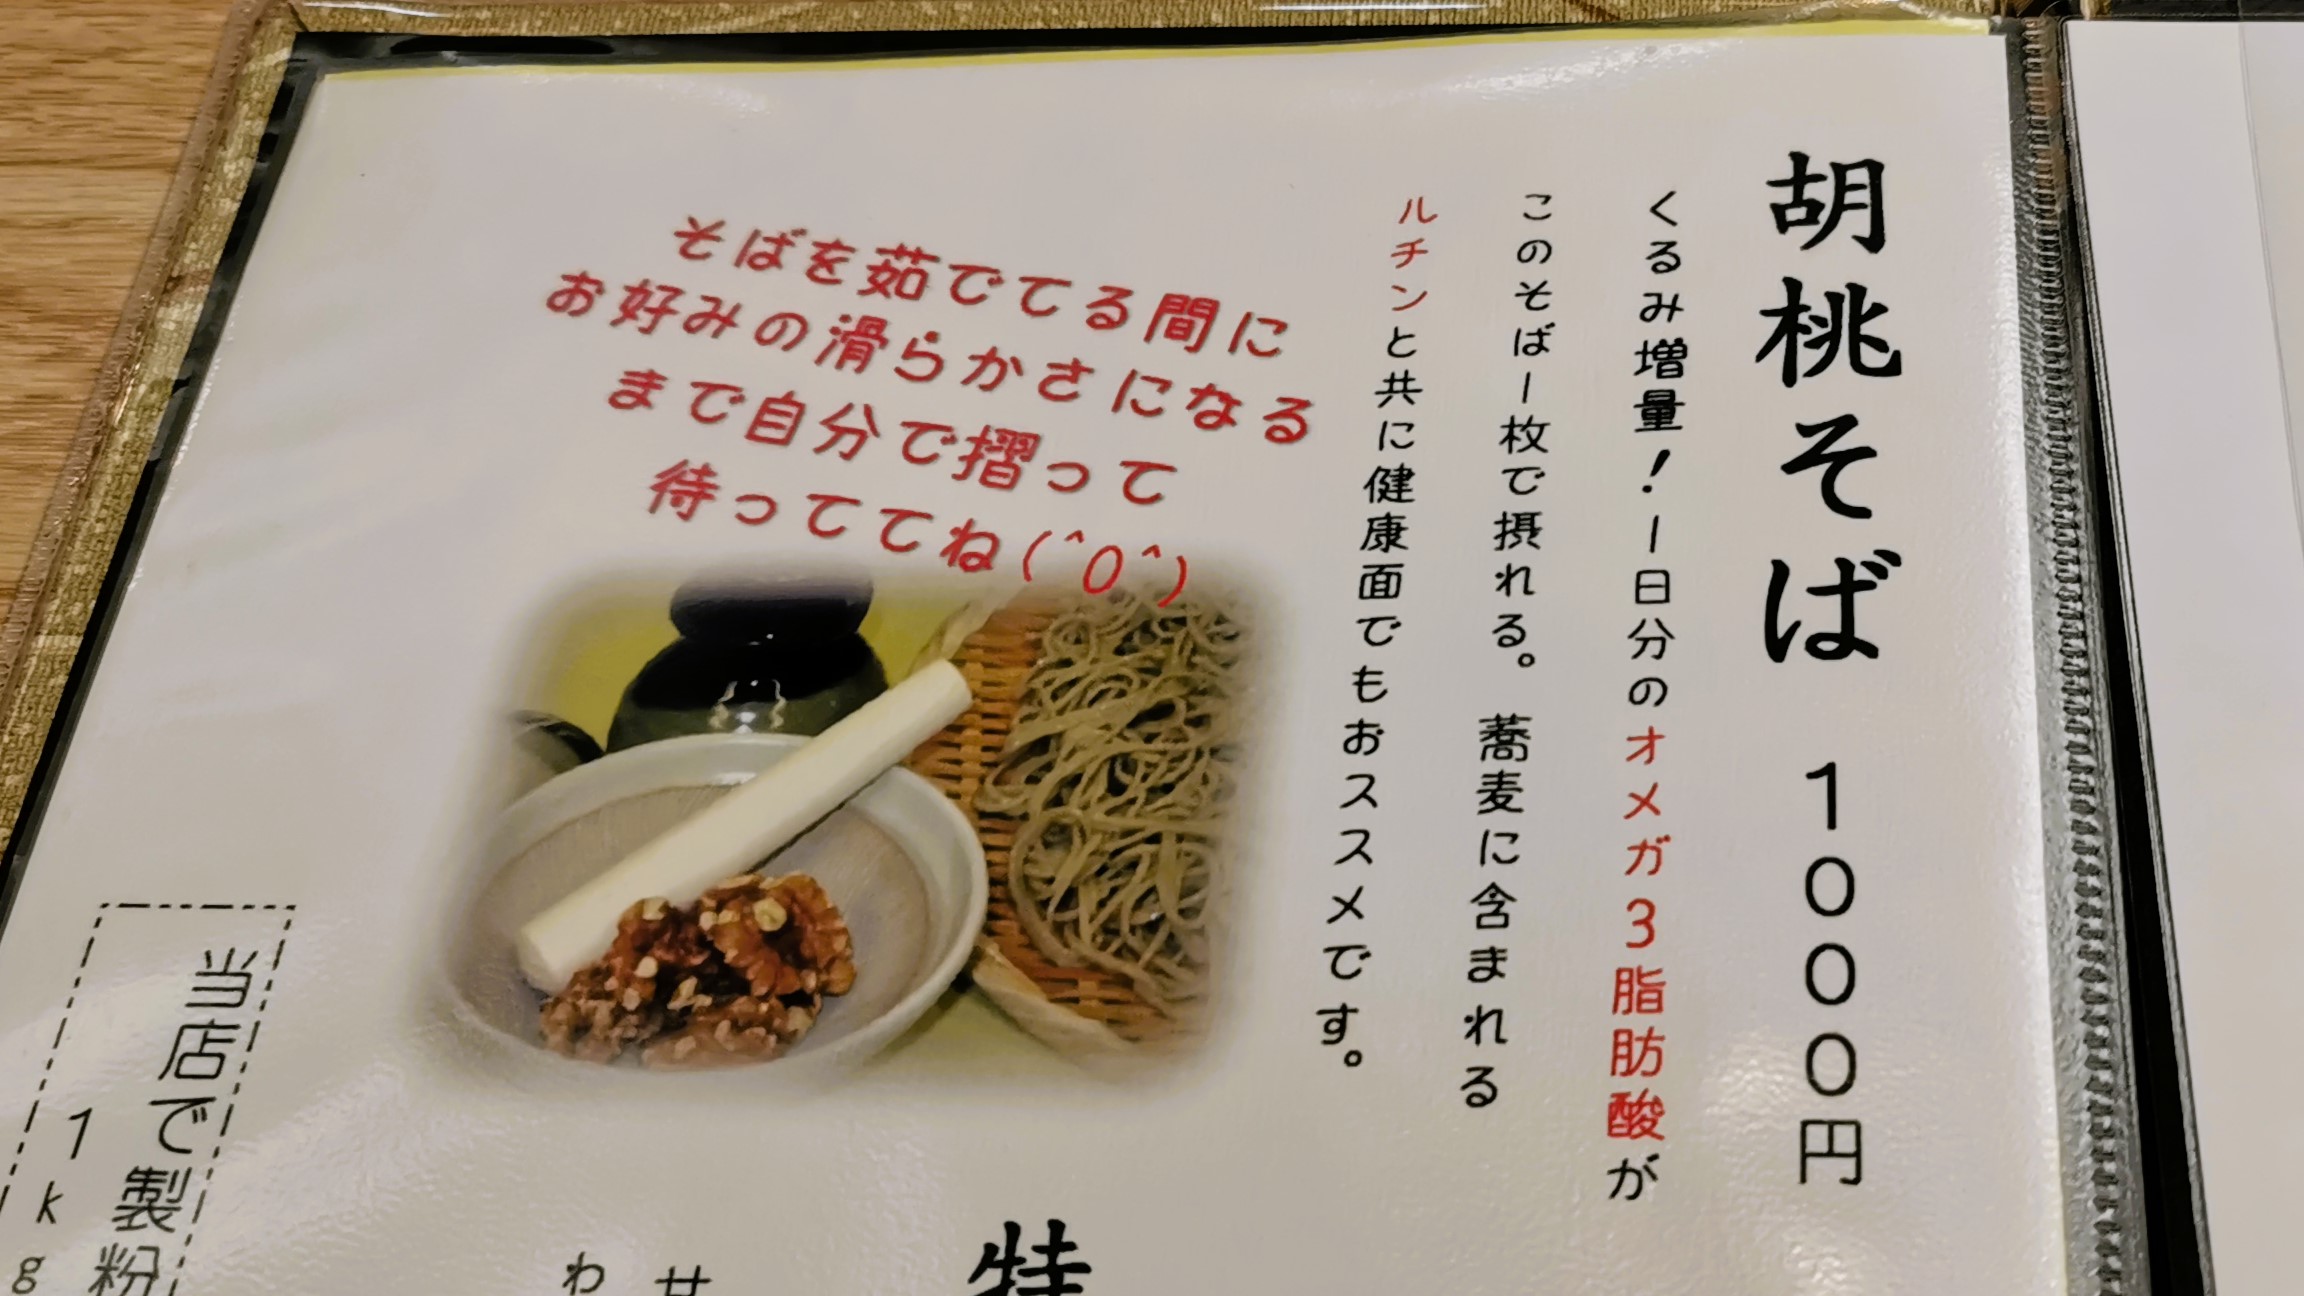 胡桃そば　１０００円
くるみ増量！一日分のオメガ３脂肪酸が
このそば一枚で摂れる。蕎麦に含まれる
ルチンと共に健康面でもおススメです。
そばを茹でてる間に
お好みの滑らかさになる
まで自分で摺って
待っててね(^O^)
特
せ
わ
当店で製粉
１kg